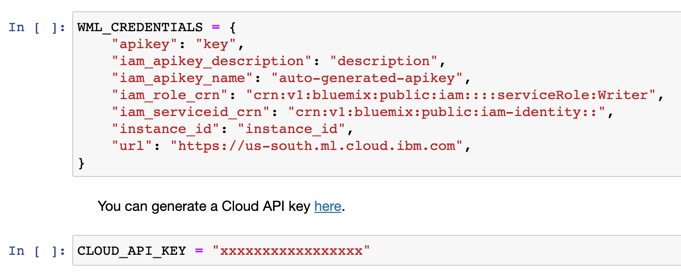 In [ ]: WML_CREDENTIALS = {
"apikey": "key",
"iam_apikey_description": "description",
"iam_apikey_name": "auto-generated-apikey",
"iam_role_crn": "crn:v1:bluemix:public:iam::::serviceRole:Writer",
"iam_serviceid_crn": "crn:v1:bluemix:public:iam-identity::",
"instance_id": "instance_id",
"url": "https://us-south.ml.cloud.ibm.com",
}
You can generate a Cloud API key here.
In [ ]: CLOUD_API_KEY = "xxxxxxxxxxxxxxxxx"